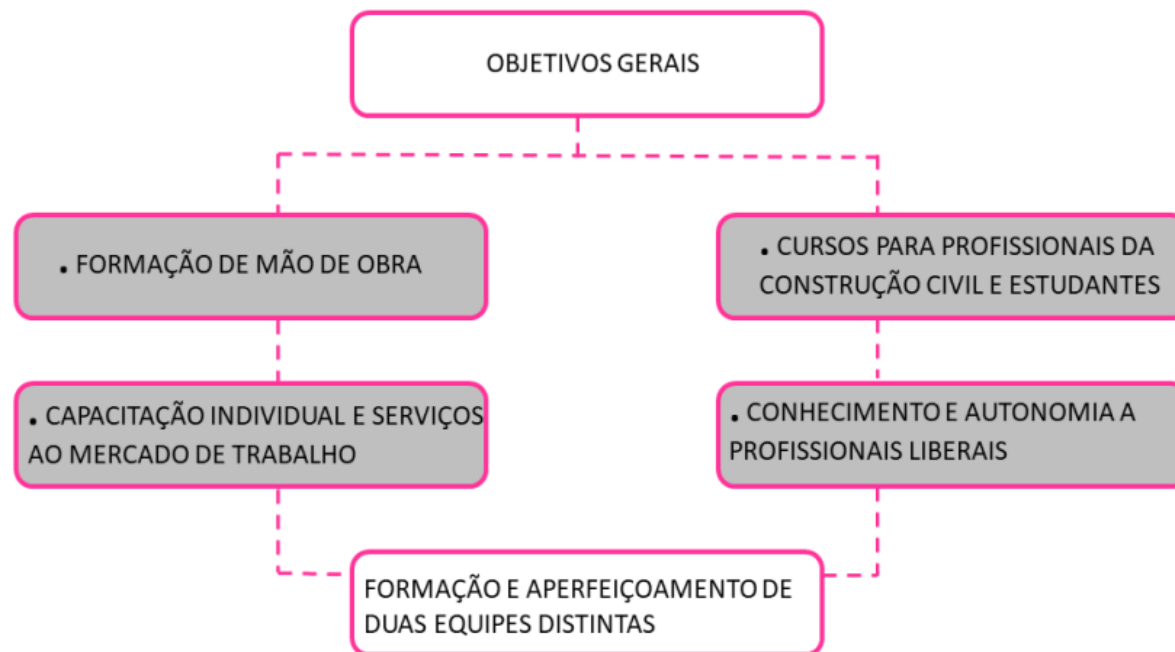 OBJETIVOS GERAIS
. FORMAÇÃO DE MÃO DE OBRA
. CURSOS PARA PROFISSIONAIS DA
CONSTRUÇÃO CIVIL E ESTUDANTES
. CAPACITAÇÃO INDIVIDUAL E SERVIÇOS
AO MERCADO DE TRABALHO
. CONHECIMENTO E AUTONOMIA A
PROFISSIONAIS LIBERAIS
FORMAÇÃO E APERFEIÇOAMENTO DE
DUAS EQUIPES DISTINTAS